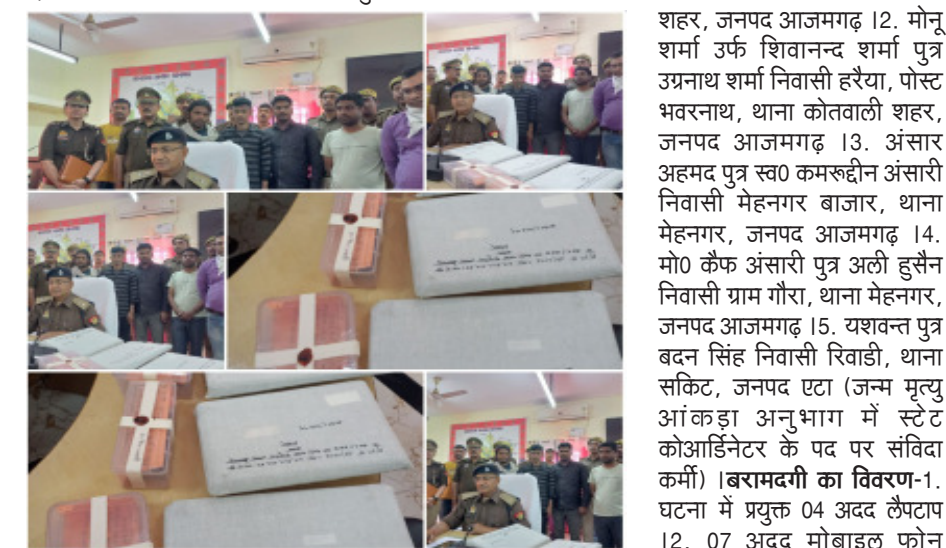 शहर, जनपद आजमगढ़ ।2. मोनू
शर्मा उर्फ शिवानन्द शर्मा पुत्र
उग्रनाथ शर्मा निवासी हरैया, पोस्ट
भवरनाथ, थाना कोतवाली शहर,
जनपद आजमगढ़ ।3. अंसार
अहमद पुत्र स्व0 कमरूद्दीन अंसारी
निवासी मेहनगर बाजार, थाना
मेहनगर, जनपद आजमगढ़ ।4.
मो0 कैफ अंसारी पुत्र अली हुसैन
निवासी ग्राम गौरा, थाना मेहनगर,
जनपद आजमगढ़ ।5. यशवन्त पुत्र
बदन सिंह निवासी रिवाडी, थाना
सकिट, जनपद एटा (जन्म मृत्यु
आंकड़ा अनुभाग में स्टेट
कोआर्डिनेटर के पद पर संविदा
कर्मी) ।बरामदगी का विवरण-1.
घटना में प्रयुक्त 04 अदद लैपटाप
।2. 07 अदद मोबाइल फोन